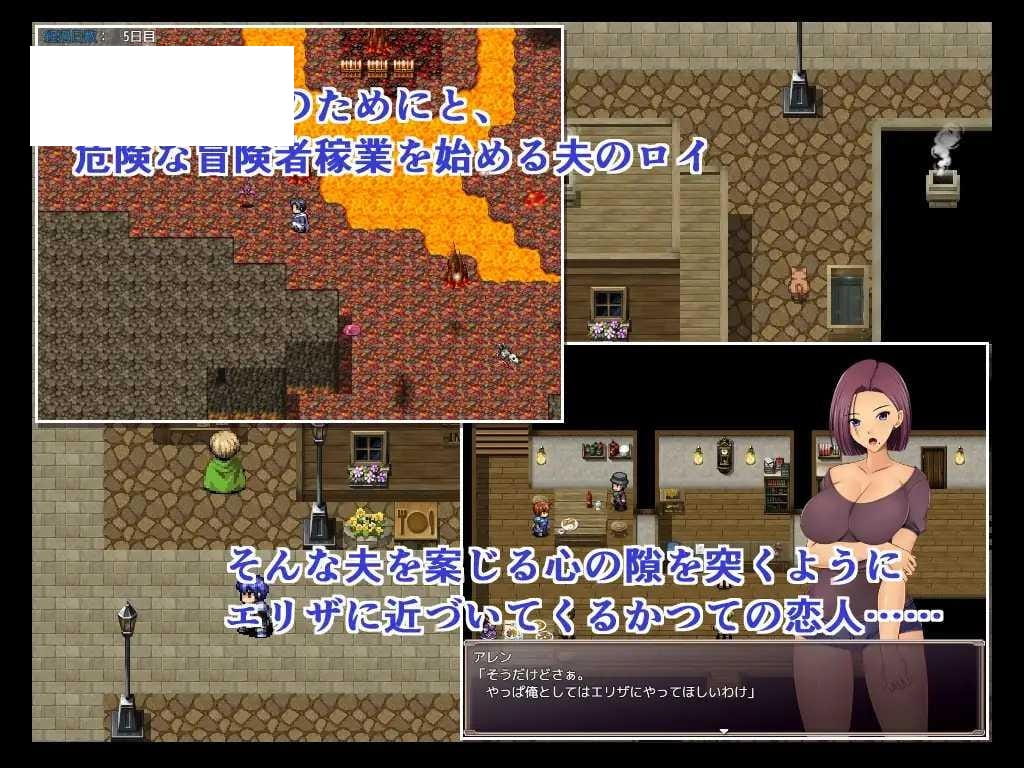 経過日数： 5日目
のためにと、
危険な冒険者稼業を始める夫のロイ
そんな夫を案じる心の隙を突くように
エリザに近づいてくるかつての恋人……
アレン
「そうだけどさぁ。
やっぱ俺としてはエリザにやってほしいわけ」